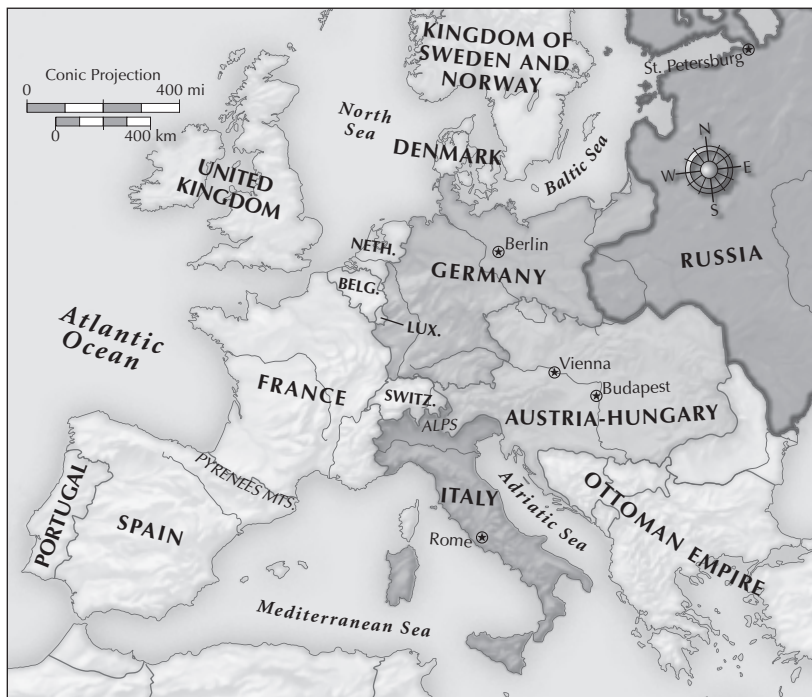 KINGDOM OF
SWEDEN AND
NORWAY
St. Petersburg
Conic Projection
0 400 mi
0 400 km
North
Sea
DENMARK
Baltic Sea
N
W E
S
UNITED
KINGDOM
NETH.
Berlin
GERMANY
RUSSIA
BELG.
LUX.
Atlantic
Ocean
Vienna
Budapest
FRANCE
SWITZ.
AUSTRIA-HUNGARY
ALPS
PYRENEES MTS.
PORTUGAL
SPAIN
ITALY
Adriatic Sea
OTTOMAN EMPIRE
Rome
Mediterranean Sea